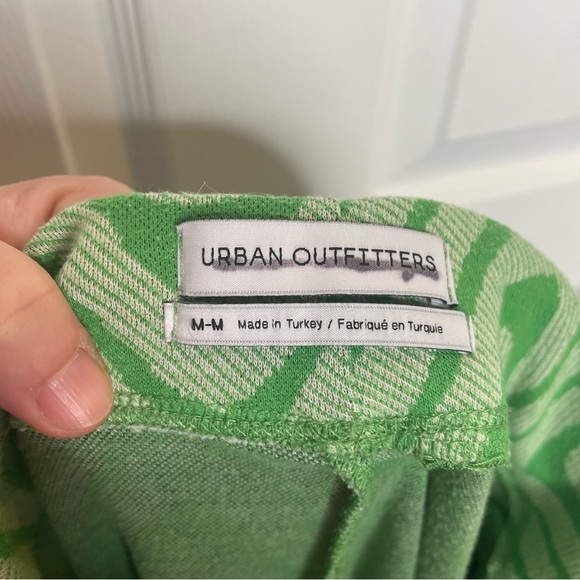 URBAN OUTFITTERS
M-M Made in Turkey / Fabriqué en Turquie